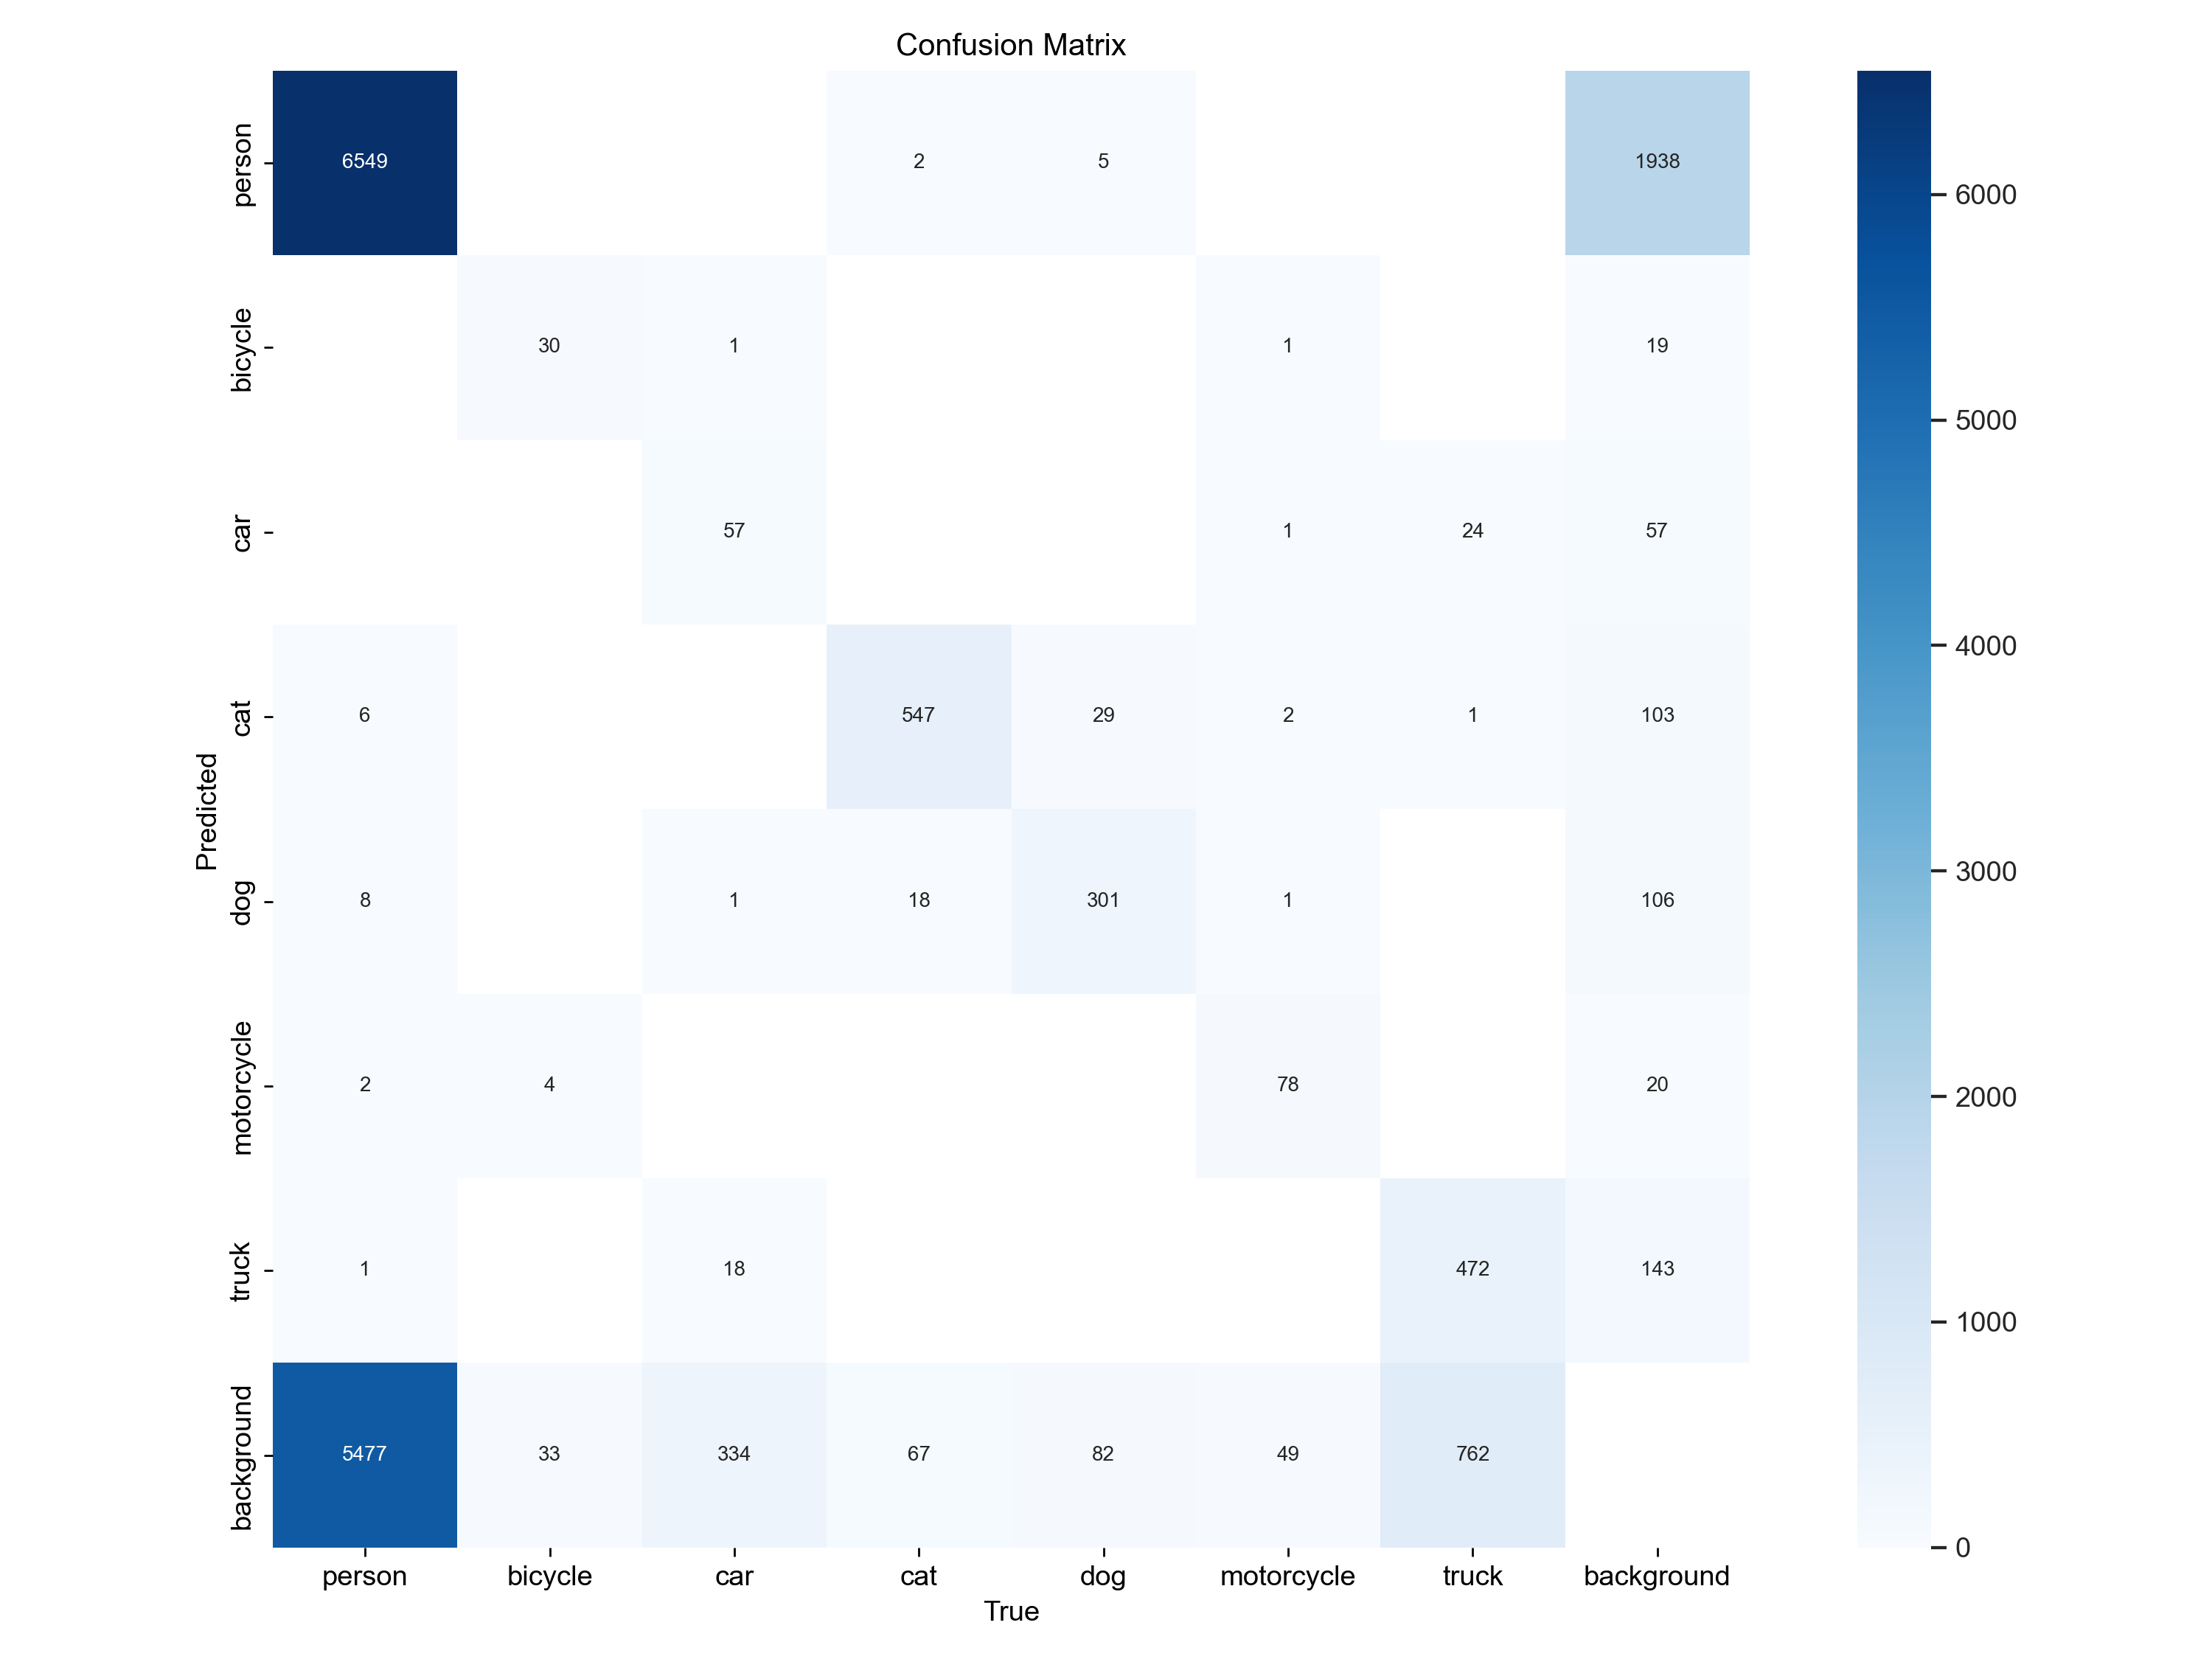 Confusion Matrix
person 6549 2 5 1938
bicycle 30 1 1 19
car 57 1 24 57
cat 6 547 29 2 1 103
dog 8 1 18 301 1 106
motorcycle 2 4 78 20
truck 1 18 472 143
background 5477 33 334 67 82 49 762
Predicted
person bicycle car cat dog motorcycle truck background
True
6000
5000
4000
3000
2000
1000
0